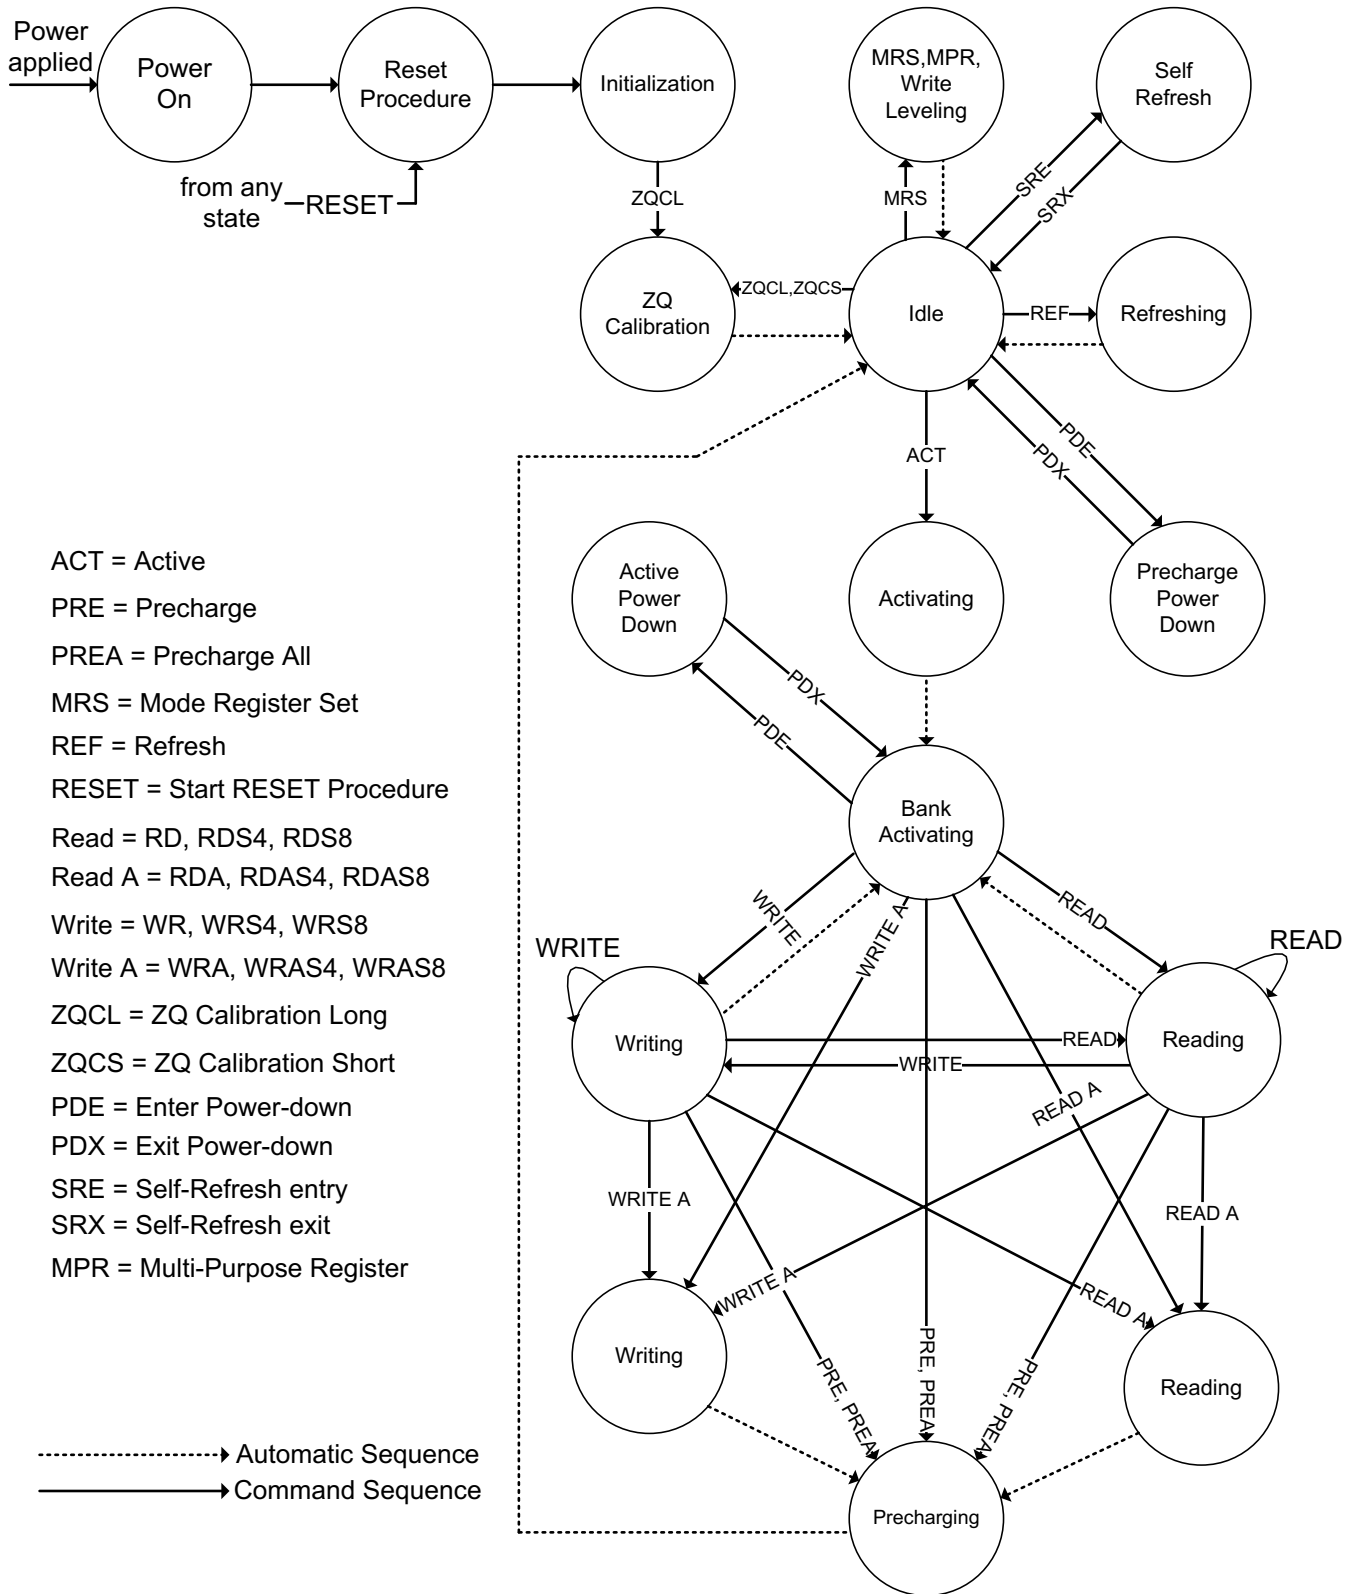 Power
applied
Power
On
Reset
Procedure
Initialization
MRS,MPR,
Write
Leveling
Self
Refresh
from any
state
RESET
ZQCL
MRS
SRE
SRX
ZQ
Calibration
ZQCL,ZQCS
Idle
REF
Refreshing
ACT
PDE
PDX
Active
Power
Down
Activating
Precharge
Power
Down
PDX
PDE
Bank
Activating
WRITE
WRITE A
READ
WRITE
READ
Writing
READ
WRITE
Reading
READ A
WRITE A
READ A
WRITE A
READ A
Writing
PRE, PREA
PRE, PREA
PRE, PREA
Reading
Precharging
ACT = Active
PRE = Precharge
PREA = Precharge All
MRS = Mode Register Set
REF = Refresh
RESET = Start RESET Procedure
Read = RD, RDS4, RDS8
Read A = RDA, RDAS4, RDAS8
Write = WR, WRS4, WRS8
Write A = WRA, WRAS4, WRAS8
ZQCL = ZQ Calibration Long
ZQCS = ZQ Calibration Short
PDE = Enter Power-down
PDX = Exit Power-down
SRE = Self-Refresh entry
SRX = Self-Refresh exit
MPR = Multi-Purpose Register
Automatic Sequence
Command Sequence